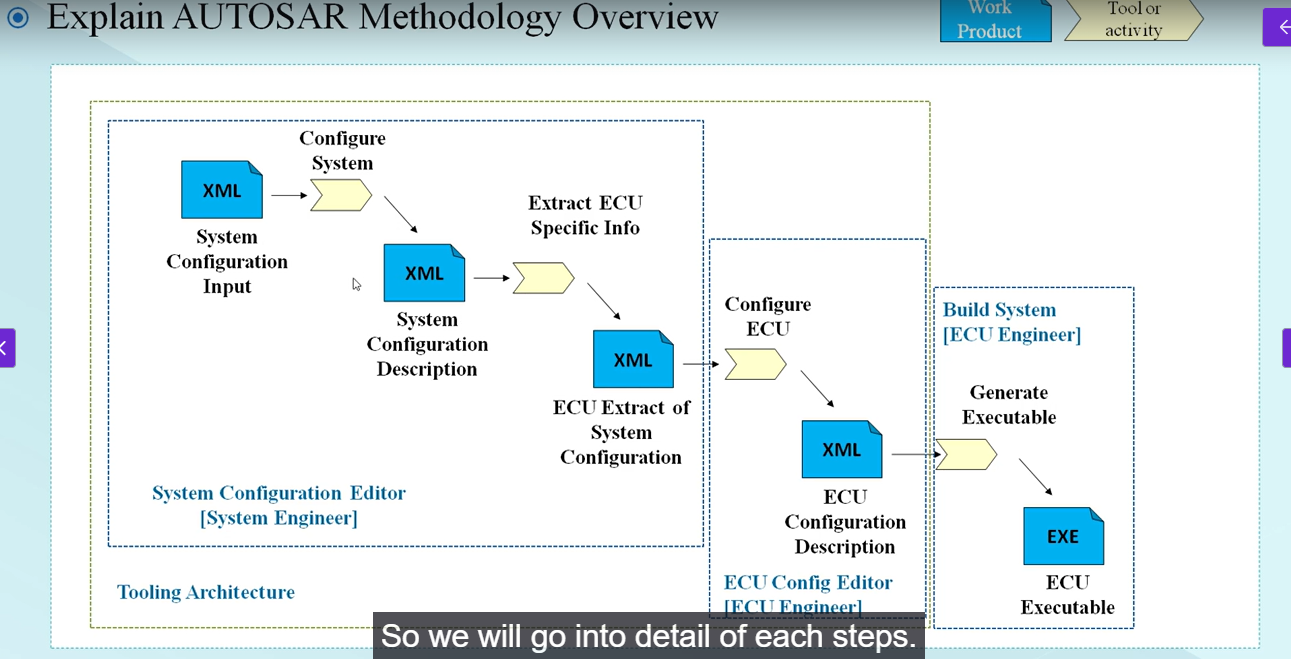 Explain AUTOSAR Methodology Overview
Work
Product
Tool or
activity
Configure
System
XML
System
Configuration
Input
Extract ECU
Specific Info
XML
System
Configuration
Description
XML
ECU Extract of
System
Configuration
System Configuration Editor
[System Engineer]
Tooling Architecture
Configure
ECU
XML
ECU
Configuration
Description
ECU Config Editor
[ECU Engineer]
Build System
[ECU Engineer]
Generate
Executable
EXE
ECU
Executable
So we will go into detail of each steps.